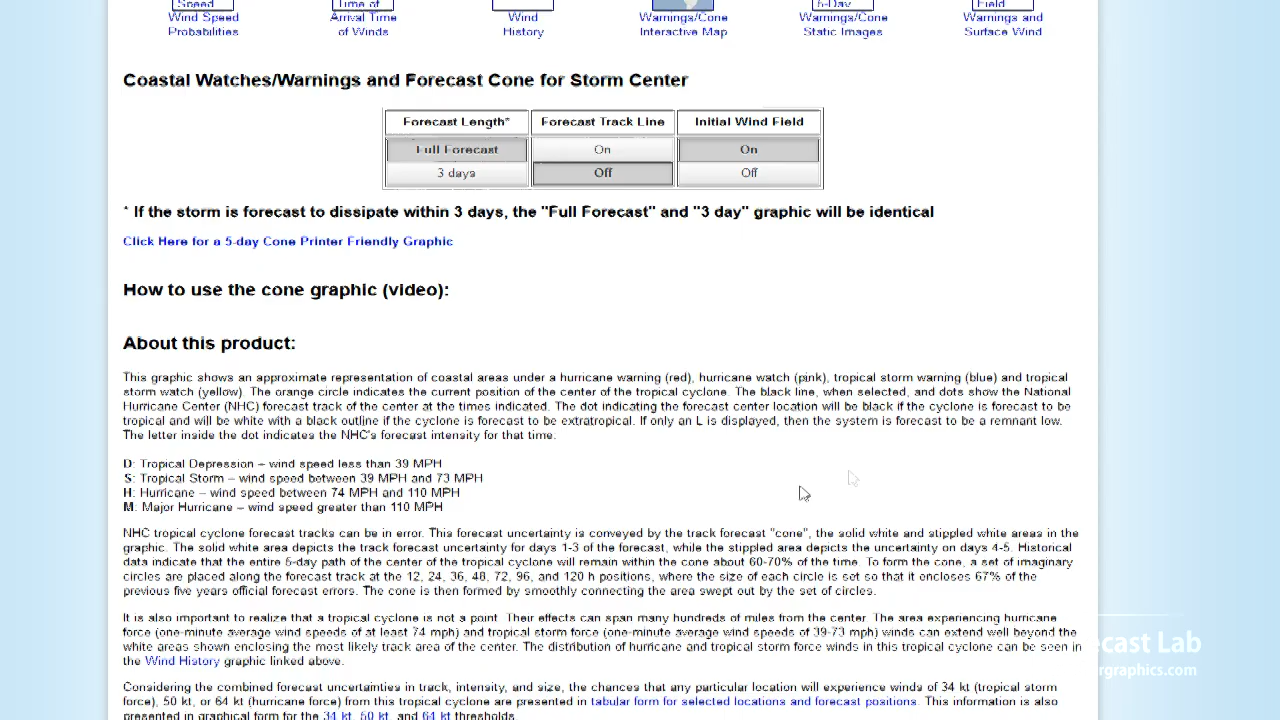 Speed
Time of
5-Day
Field
Wind Speed
Probabilities
Arrival Time
of Winds
Wind
History
Warnings/Cone
Interactive Map
Warnings/Cone
Static Images
Warnings and
Surface Wind
Coastal Watches/Warnings and Forecast Cone for Storm Center
Forecast Length* Forecast Track Line Initial Wind Field
Full Forecast On On
3 days Off Off
* If the storm is forecast to dissipate within 3 days, the "Full Forecast" and "3 day" graphic will be identical
Click Here for a 5-day Cone Printer Friendly Graphic
How to use the cone graphic (video):
About this product:
This graphic shows an approximate representation of coastal areas under a hurricane warning (red), hurricane watch (pink), tropical storm warning (blue) and tropical
storm watch (yellow). The orange circle indicates the current position of the center of the tropical cyclone. The black line, when selected, and dots show the National
Hurricane Center (NHC) forecast track of the center at the times indicated. The dot indicating the forecast center location will be black if the cyclone is forecast to be
tropical and will be white with a black outline if the cyclone is forecast to be extratropical. If only an L is displayed, then the system is forecast to be a remnant low.
The letter inside the dot indicates the NHC's forecast intensity for that time.
D: Tropical Depression – wind speed less than 39 MPH
S: Tropical Storm – wind speed between 39 MPH and 73 MPH
H: Hurricane – wind speed between 74 MPH and 110 MPH
M: Major Hurricane – wind speed greater than 110 MPH
NHC tropical cyclone forecast tracks can be in error. This forecast uncertainty is conveyed by the track forecast "cone", the solid white and stippled white areas in the
graphic. The solid white area depicts the track forecast uncertainty for days 1-3 of the forecast, while the stippled area depicts the uncertainty on days 4-5. Historical
data indicate that the entire 5-day path of the center of the tropical cyclone will remain within the cone about 60-70% of the time. To form the cone, a set of imaginary
circles are placed along the forecast track at the 12, 24, 36, 48, 72, 96, and 120 h positions, where the size of each circle is set so that it encloses 67% of the
previous five years official forecast errors. The cone is then formed by smoothly connecting the area swept out by the set of circles.
It is also important to realize that a tropical cyclone is not a point. Their effects can span many hundreds of miles from the center. The area experiencing hurricane
force (one-minute average wind speeds of at least 74 mph) and tropical storm force (one-minute average wind speeds of 39-73 mph) winds can extend well beyond the
white areas shown enclosing the most likely track area of the center. The distribution of hurricane and tropical storm force winds in this tropical cyclone can be seen in
the Wind History graphic linked above.
Considering the combined forecast uncertainties in track, intensity, and size, the chances that any particular location will experience winds of 34 kt (tropical storm
force), 50 kt, or 64 kt (hurricane force) from this tropical cyclone are presented in tabular form for selected locations and forecast positions. This information is also
presented in graphical form for the 34 kt, 50 kt, and 64 kt thresholds.
ecast Lab
rgraphics.com